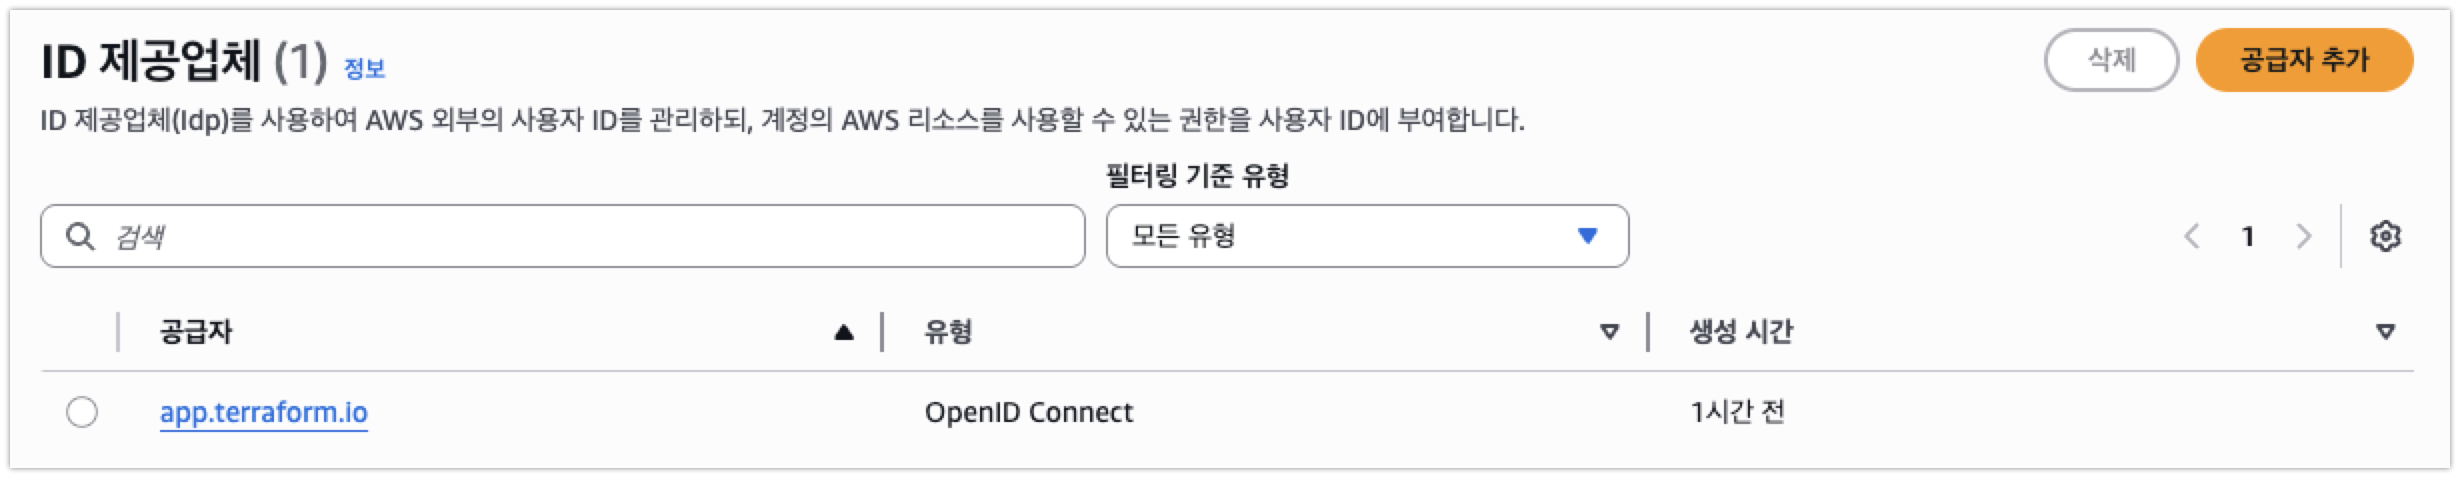 ID 제공업체 (1) 정보
삭제
공급자 추가
ID 제공업체(Idp)를 사용하여 AWS 외부의 사용자 ID를 관리하되, 계정의 AWS 리소스를 사용할 수 있는 권한을 사용자 ID에 부여합니다.
필터링 기준 유형
검색
모든 유형
1
공급자 유형 생성 시간
app.terraform.io OpenID Connect 1시간 전